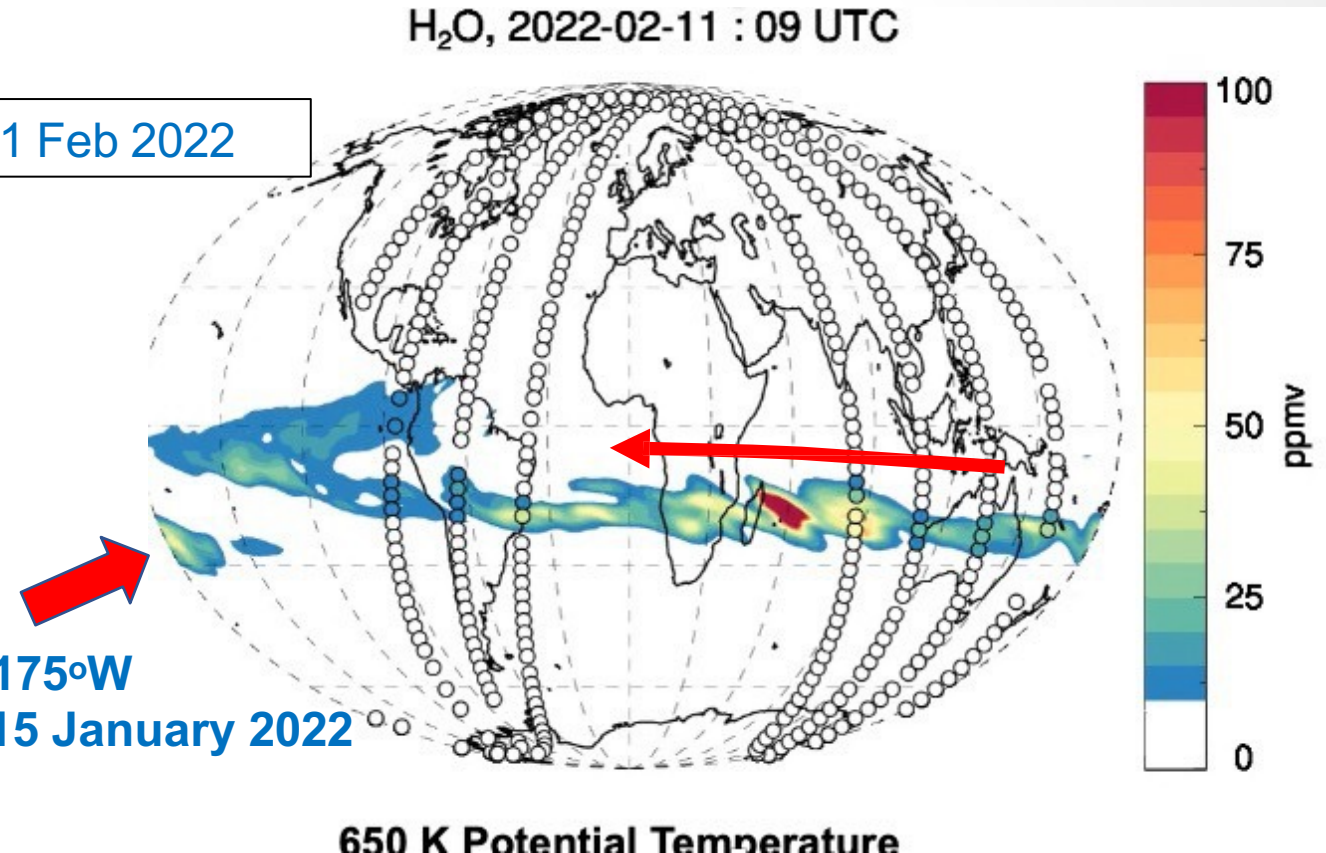 H₂O, 2022-02-11 : 09 UTC
1 Feb 2022
100
75
50
25
0
ppmv
175ºW
15 January 2022
650 K Potential Temperature